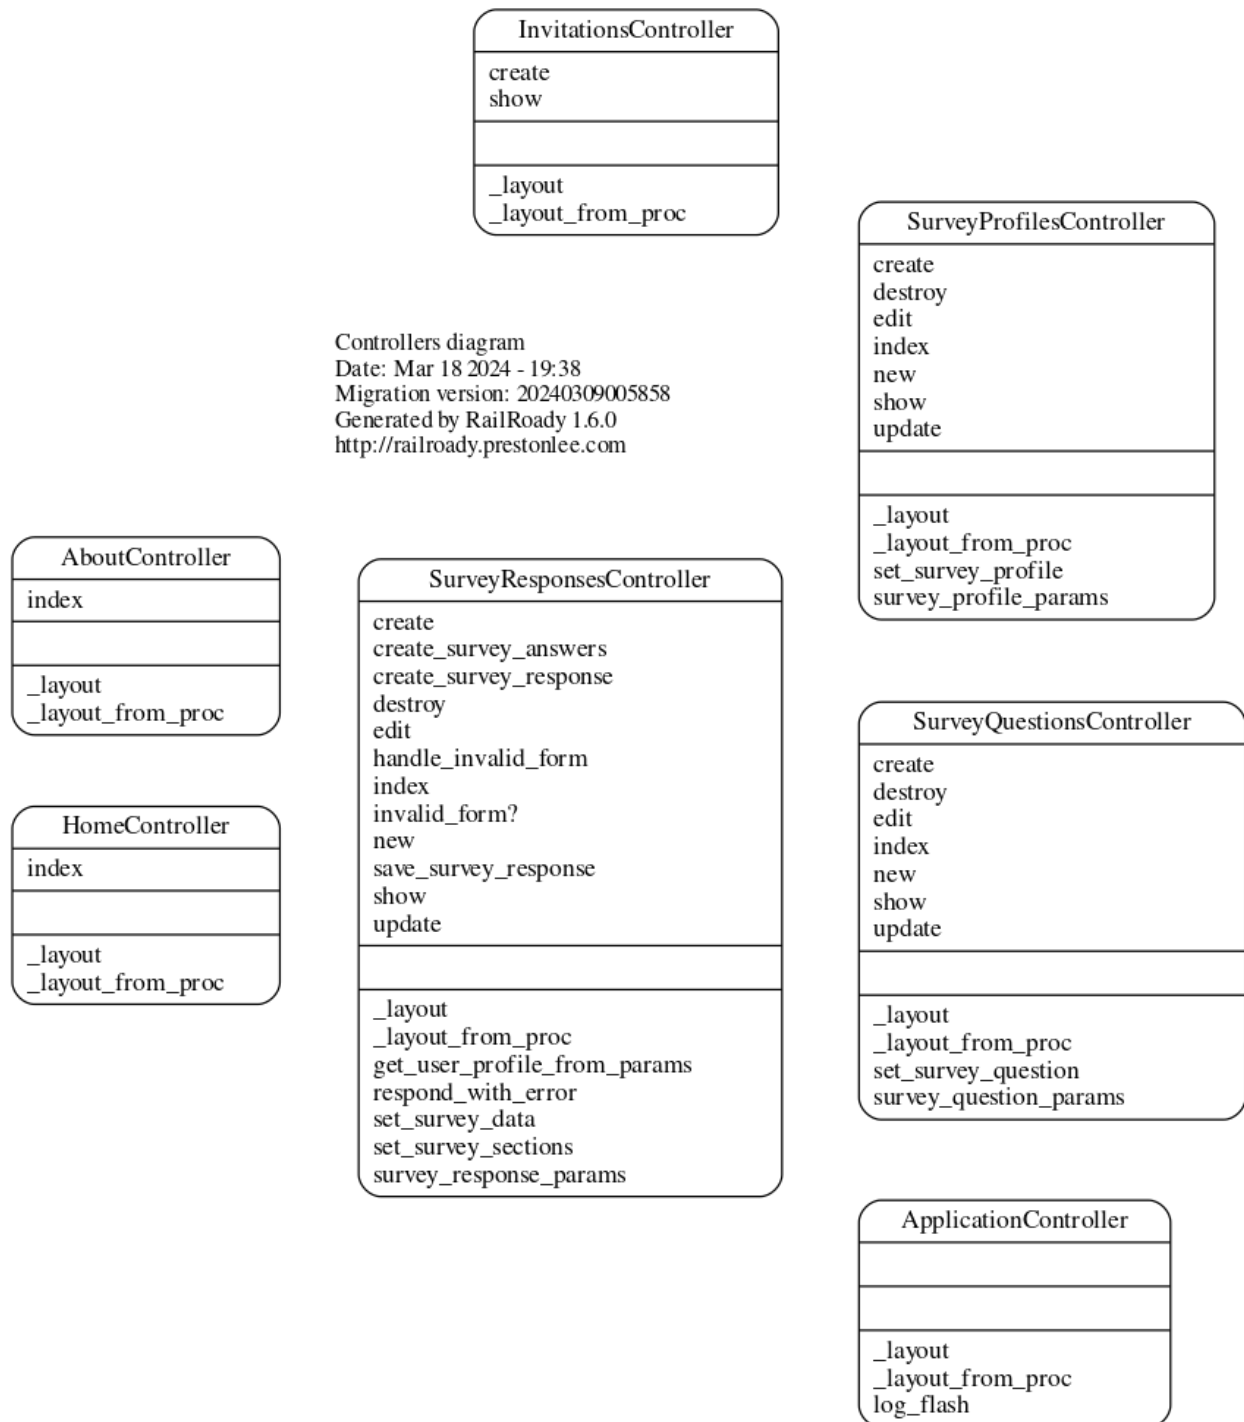 InvitationsController
create
show
_layout
_layout_from_proc
SurveyProfilesController
create
destroy
edit
index
new
show
update
_layout
_layout_from_proc
set_survey_profile
survey_profile_params
Controllers diagram
Date: Mar 18 2024 - 19:38
Migration version: 20240309005858
Generated by RailRoady 1.6.0
http://railroady.prestonlee.com
AboutController
index
_layout
_layout_from_proc
HomeController
index
_layout
_layout_from_proc
SurveyResponsesController
create
create_survey_answers
create_survey_response
destroy
edit
handle_invalid_form
index
invalid_form?
new
save_survey_response
show
update
_layout
_layout_from_proc
get_user_profile_from_params
respond_with_error
set_survey_data
set_survey_sections
survey_response_params
SurveyQuestionsController
create
destroy
edit
index
new
show
update
_layout
_layout_from_proc
set_survey_question
survey_question_params
ApplicationController
_layout
_layout_from_proc
log_flash